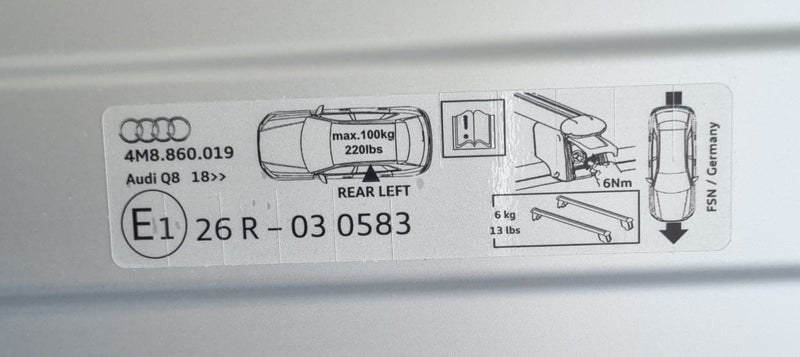 4M8.860.019
Audi Q8 18>>
E1 26 R - 03 0583
max.100kg
220lbs
REAR LEFT
!
6Nm
6 kg
13 lbs
FSN / Germany